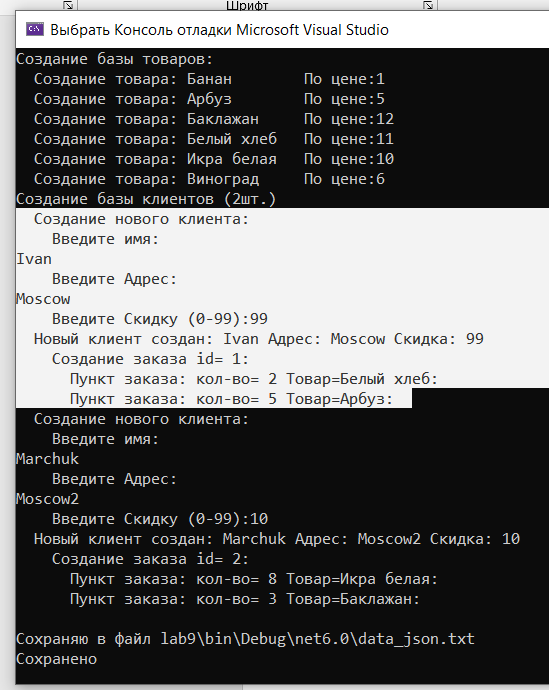 Шрифт
Выбрать Консоль отладки Microsoft Visual Studio
Создание базы товаров:
  Создание товара: Банан        По цене:1
  Создание товара: Арбуз        По цене:5
  Создание товара: Баклажан     По цене:12
  Создание товара: Белый хлеб   По цене:11
  Создание товара: Икра белая   По цене:10
  Создание товара: Виноград     По цене:6
Создание базы клиентов (2шт.)
  Создание нового клиента:
    Введите имя:
Ivan
    Введите Адрес:
Moscow
    Введите Скидку (0-99):99
  Новый клиент создан: Ivan Адрес: Moscow Скидка: 99
    Создание заказа id= 1:
      Пункт заказа: кол-во= 2 Товар=Белый хлеб:
      Пункт заказа: кол-во= 5 Товар=Арбуз:
  Создание нового клиента:
    Введите имя:
Marchuk
    Введите Адрес:
Moscow2
    Введите Скидку (0-99):10
  Новый клиент создан: Marchuk Адрес: Moscow2 Скидка: 10
    Создание заказа id= 2:
      Пункт заказа: кол-во= 8 Товар=Икра белая:
      Пункт заказа: кол-во= 3 Товар=Баклажан:

Сохраняю в файл lab9\bin\Debug\net6.0\data_json.txt
Сохранено